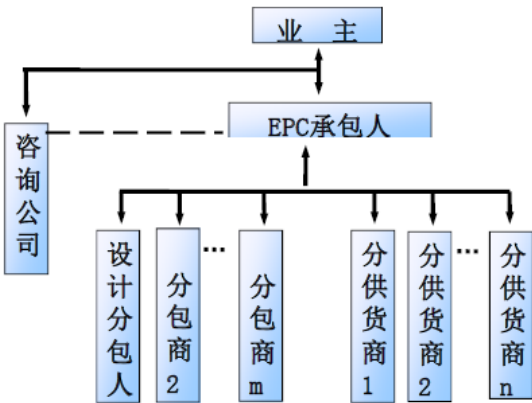 业 主
EPC承包人
咨询公司
设计分包人
分包商2
…
分包商m
分供货商1
分供货商2
…
分供货商n